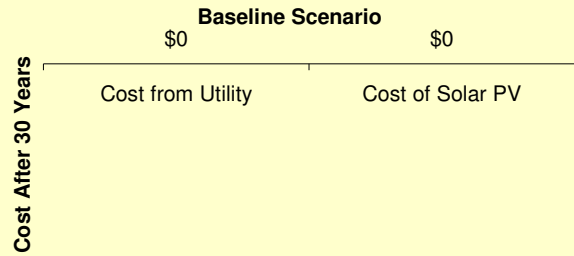 Baseline Scenario
$0 $0
Cost from Utility Cost of Solar PV
Cost After 30 Years